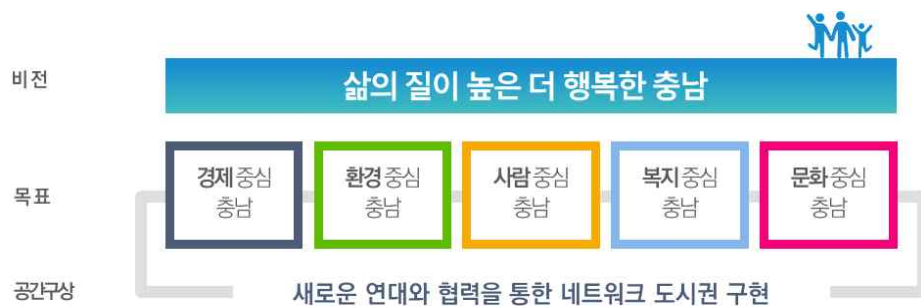 비전
삶의 질이 높은 더 행복한 충남
목표
경제 중심
충남
환경 중심
충남
사람 중심
충남
복지 중심
충남
문화 중심
충남
공간구상
새로운 연대와 협력을 통한 네트워크 도시권 구현